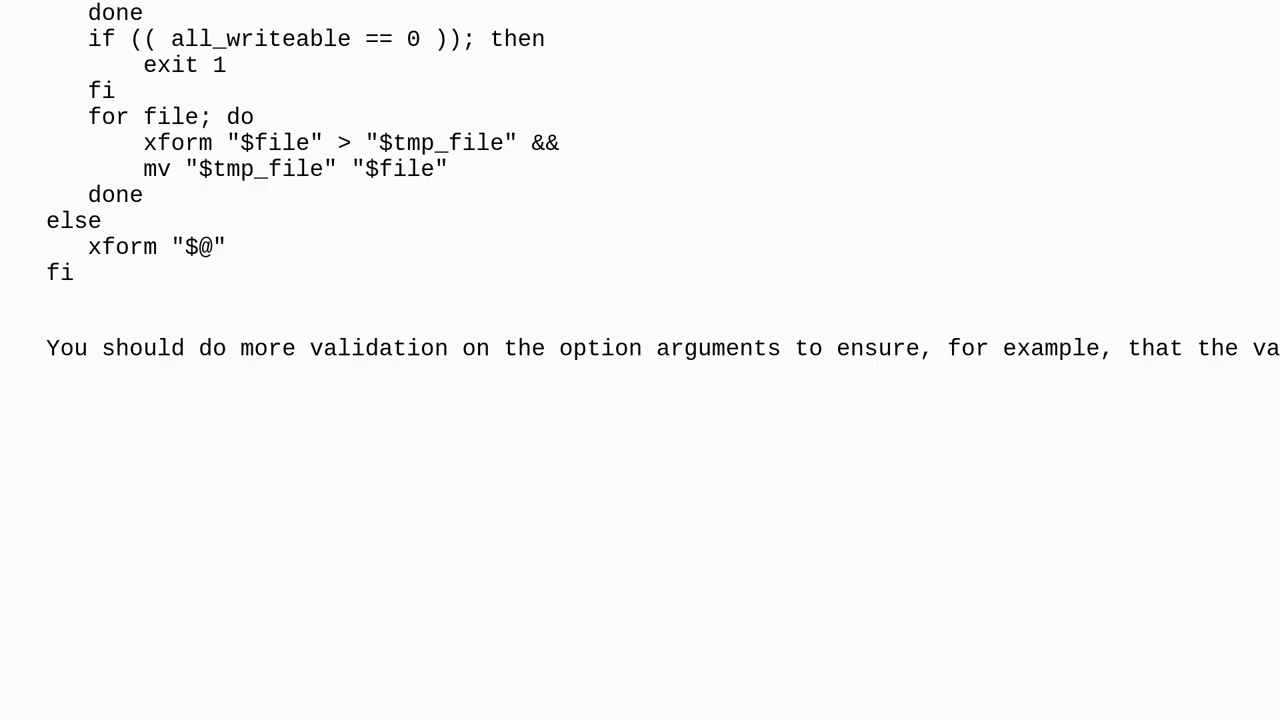 done
if (( all_writeable == 0 )); then
exit 1
fi
for file; do
xform "$file" > "$tmp_file" &&
mv "$tmp_file" "$file"
done
else
xform "$@"
fi
You should do more validation on the option arguments to ensure, for example, that the va